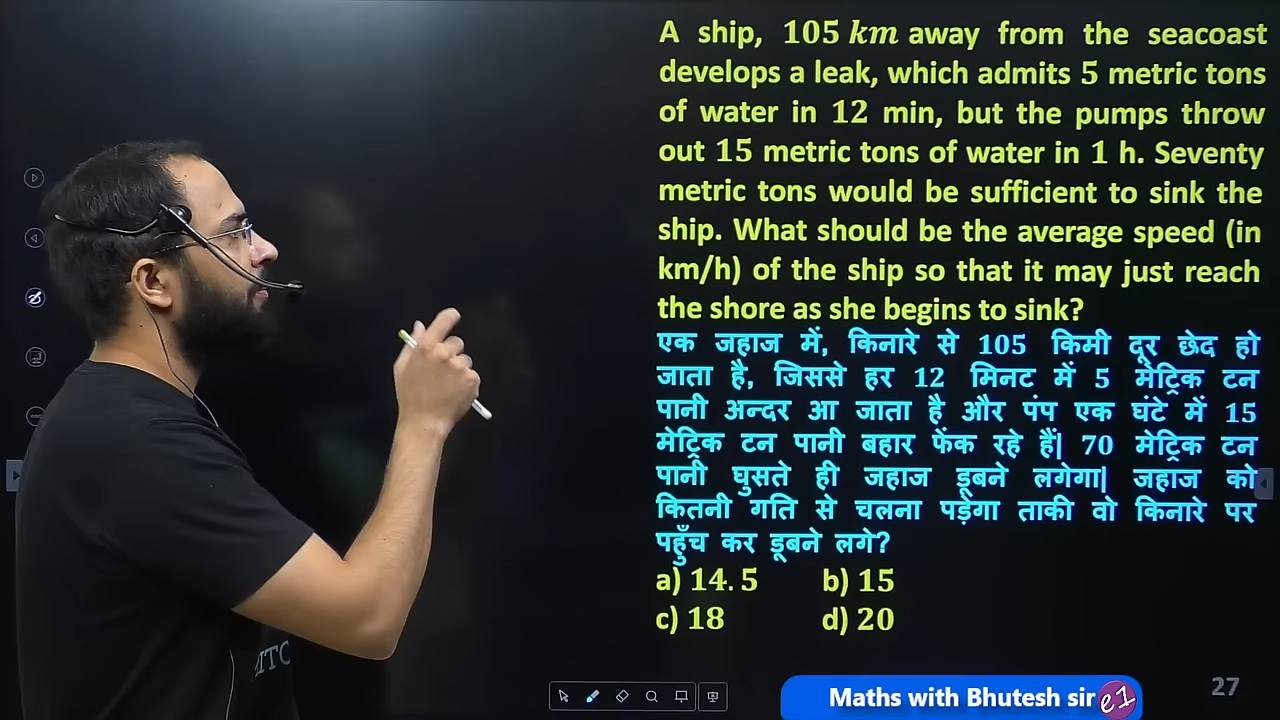 A ship, 105 km away from the seacoast
develops a leak, which admits 5 metric tons
of water in 12 min, but the pumps throw
out 15 metric tons of water in 1 h. Seventy
metric tons would be sufficient to sink the
ship. What should be the average speed (in
km/h) of the ship so that it may just reach
the shore as she begins to sink?
एक जहाज में, किनारे से 105 किमी दूर छेद हो
जाता है, जिससे हर 12 मिनट में 5 मेट्रिक टन
पानी अन्दर आ जाता है और पंप एक घंटे में 15
मेट्रिक टन पानी बहार फेंक रहे हैं| 70 मेट्रिक टन
पानी घुसते ही जहाज डूबने लगेगा| जहाज को
कितनी गति से चलना पड़ेगा ताकी वो किनारे पर
पहुँच कर डूबने लगे?
a) 14.5 b) 15
c) 18 d) 20
Maths with Bhutesh sir e1
27